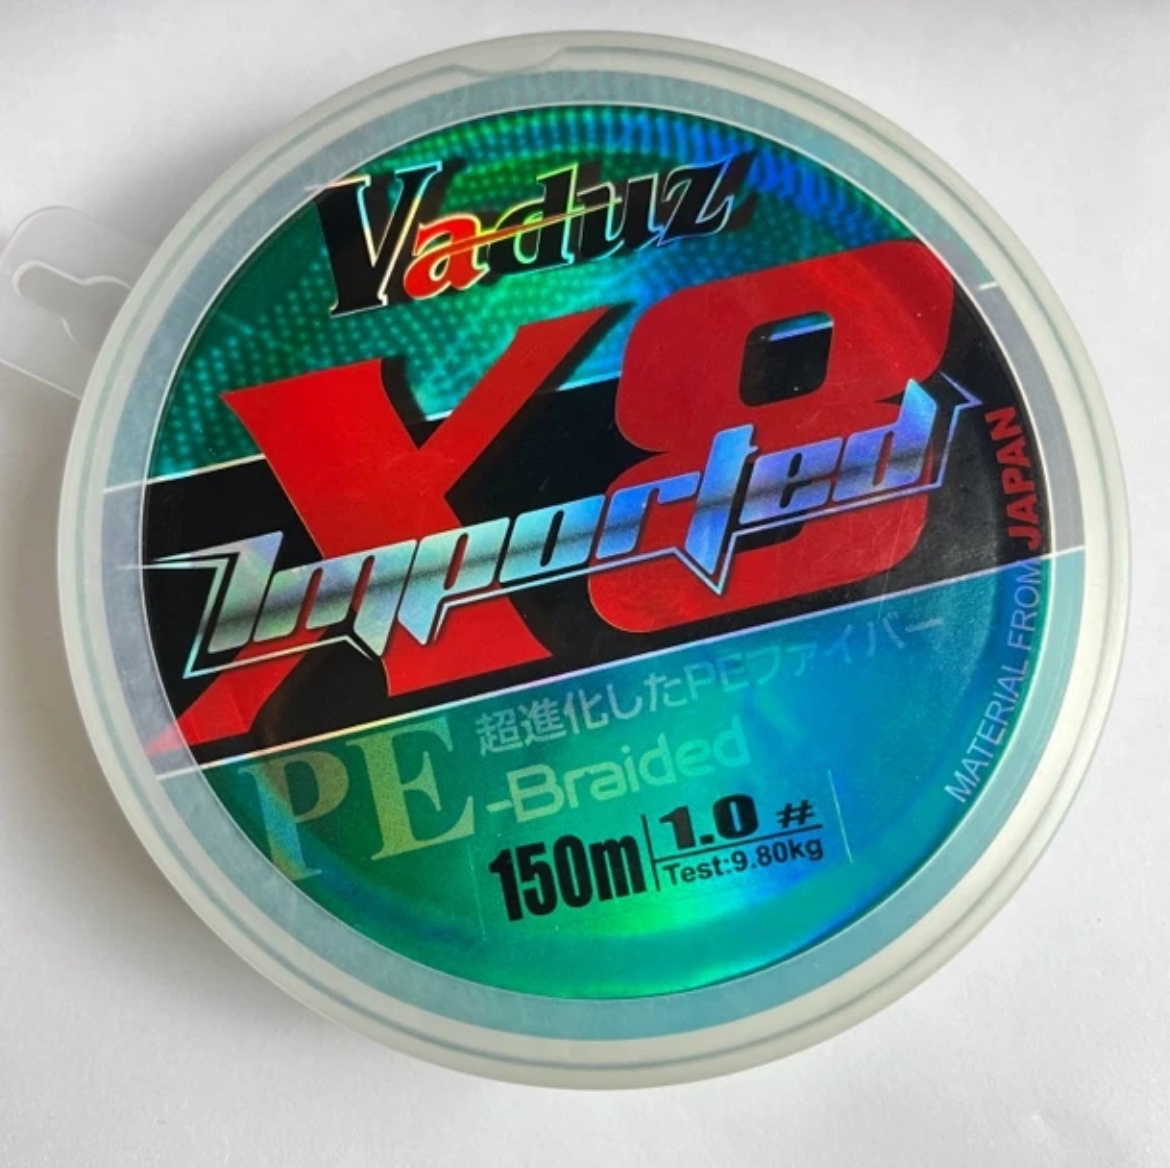 Vaduz
X8
Imported
MATERIAL FROM JAPAN
超進化したPEファイバー
PE-Braided
150m
1.0 #
Test:9.80kg